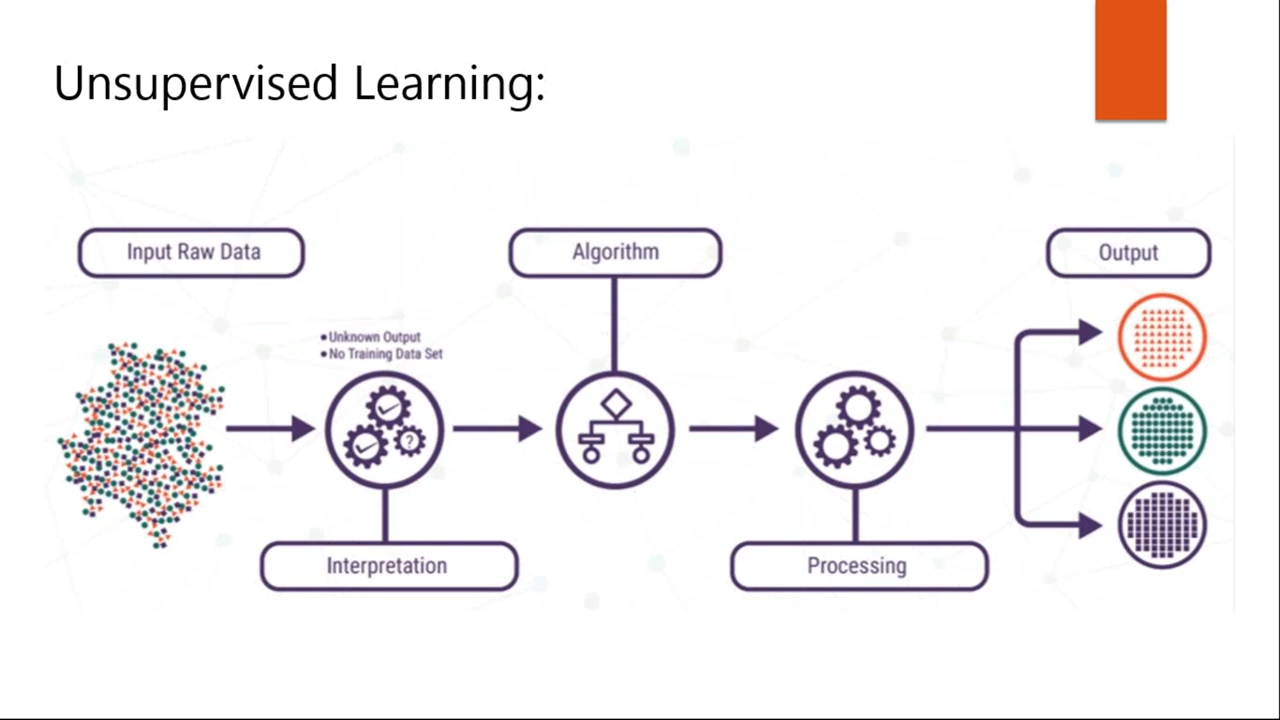 Unsupervised Learning:
Input Raw Data
Algorithm
Output
•Unknown Output
•No Training Data Set
?
Interpretation
Processing